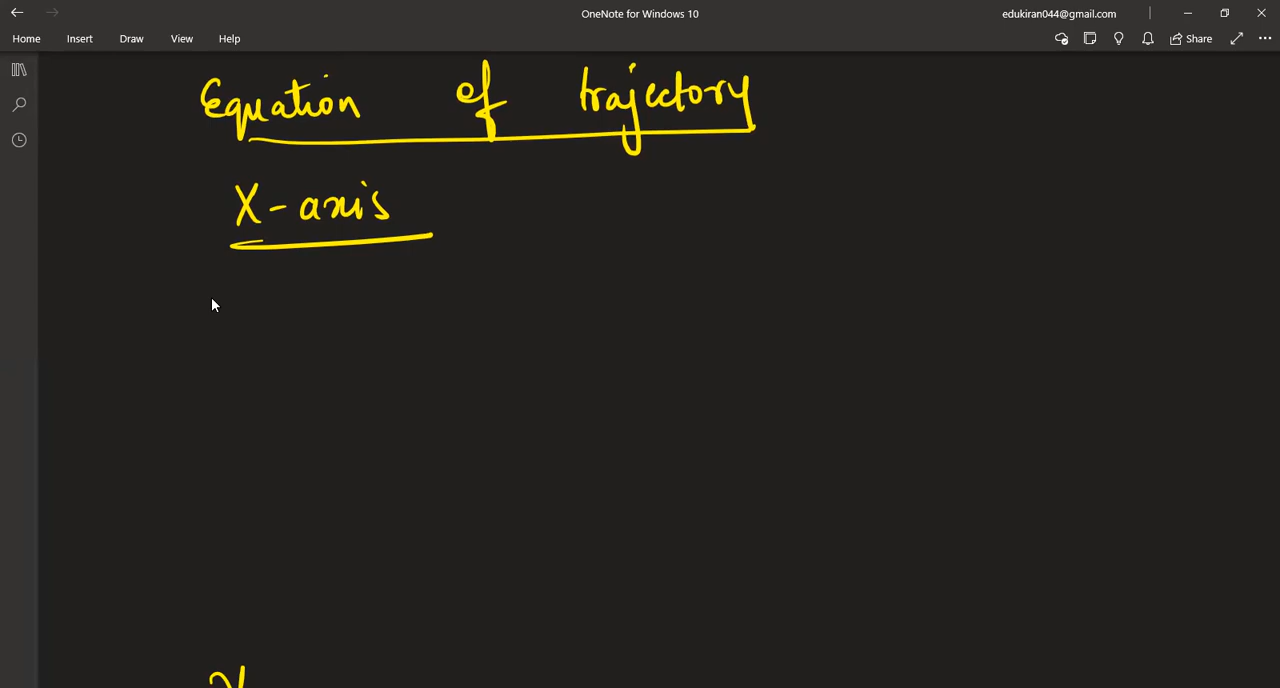 OneNote for Windows 10
edukiran044@gmail.com
Home Insert Draw View Help
Share
Equation of trajectory
X-axis